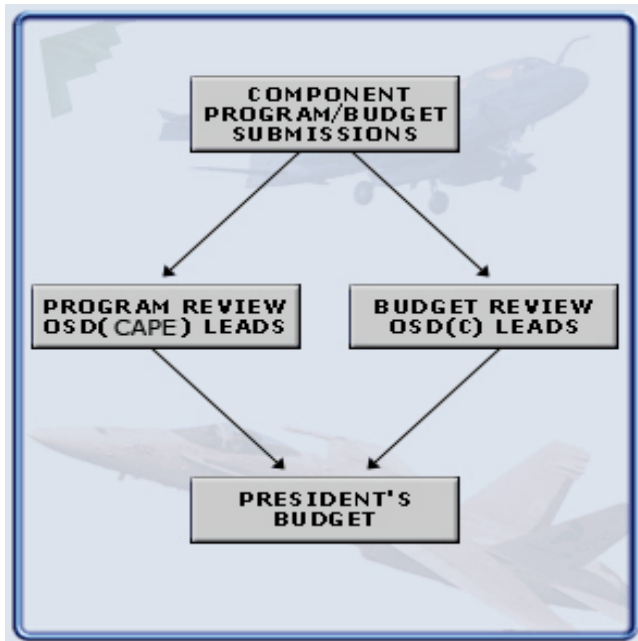 COMPONENT
PROGRAM/BUDGET
SUBMISSIONS
PROGRAM REVIEW
OSD(CAPE) LEADS
BUDGET REVIEW
OSD(C) LEADS
PRESIDENT'S
BUDGET